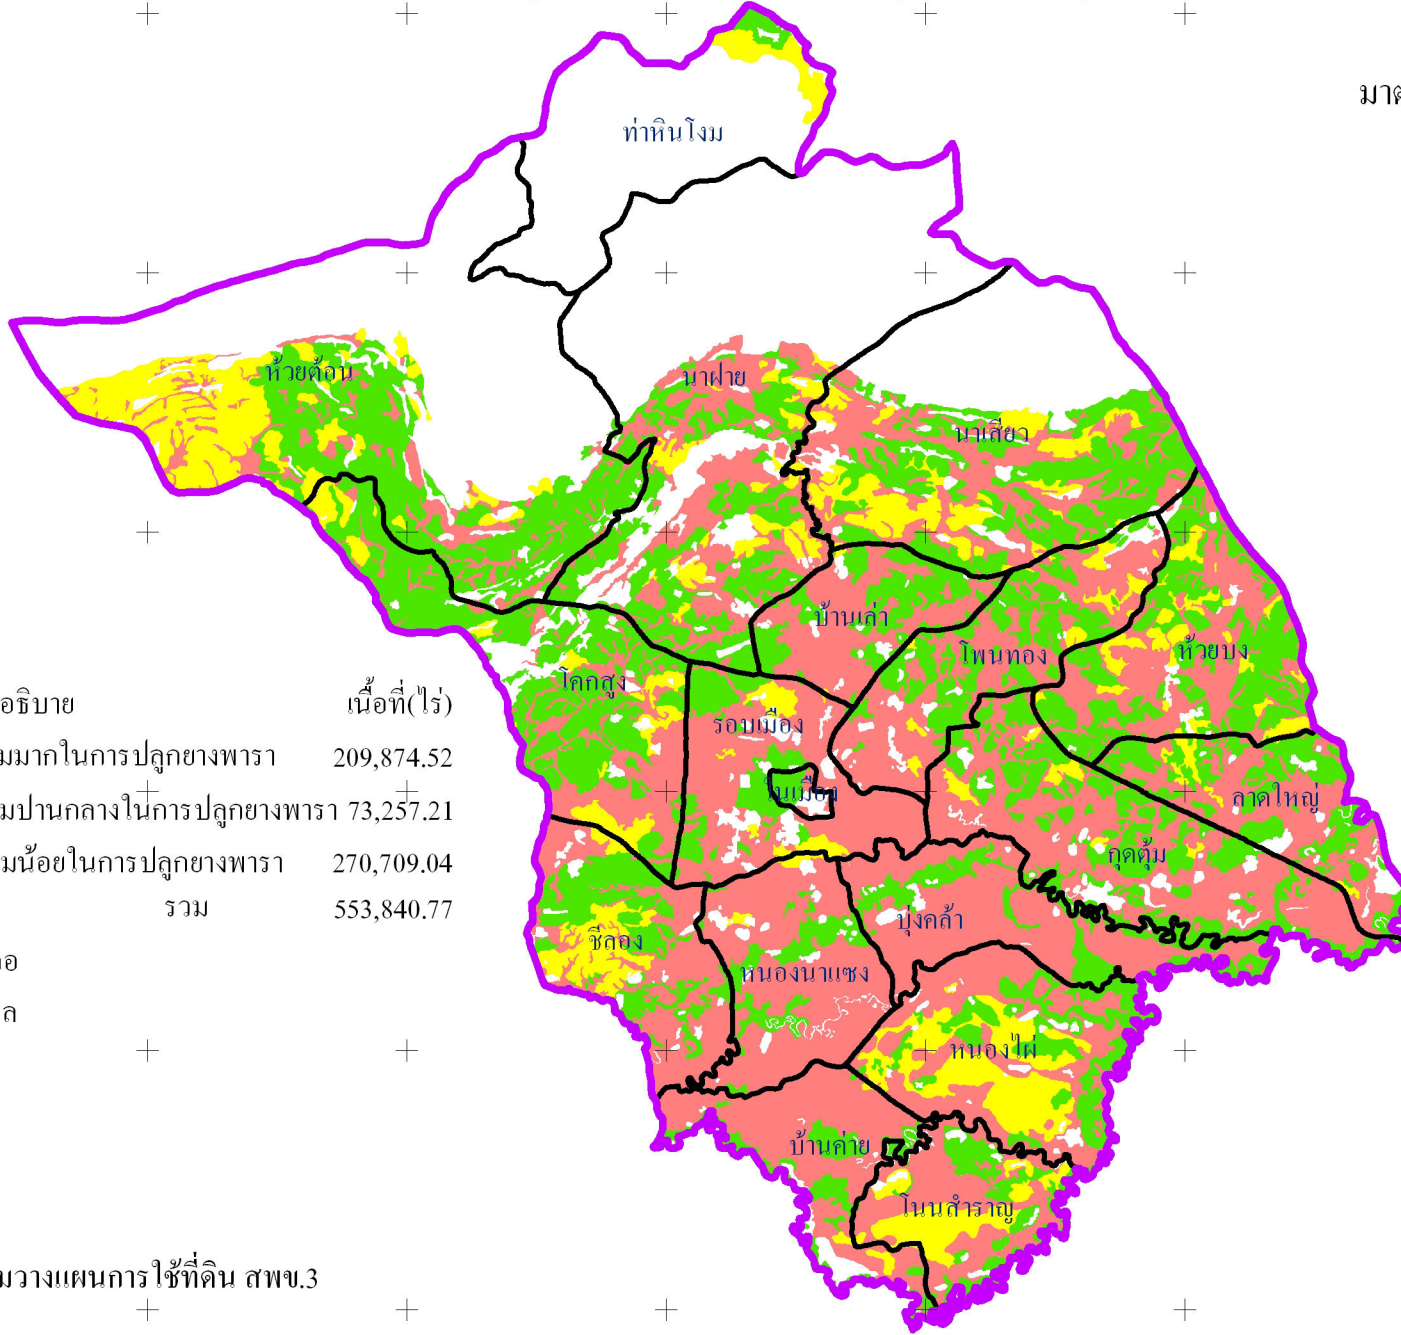 ท่าหินโงม
ห้วยต้อน
นาฝาย
นาเสียว
บ้านเล่า
โพนทอง
ห้วยบง
โคกสูง
รอบเมือง
ในเมือง
ลาดใหญ่
กุดตุ้ม
ชีลอง
หนองนาแซง
บุ่งคล้า
หนองไผ่
บ้านค่าย
โนนสำราญ
อธิบาย เนื้อที่(ไร่)
มมากในการปลูกยางพารา 209,874.52
มปานกลางในการปลูกยางพารา 73,257.21
มน้อยในการปลูกยางพารา 270,709.04
รวม 553,840.77
อ
ล
มวางแผนการใช้ที่ดิน สพข.3